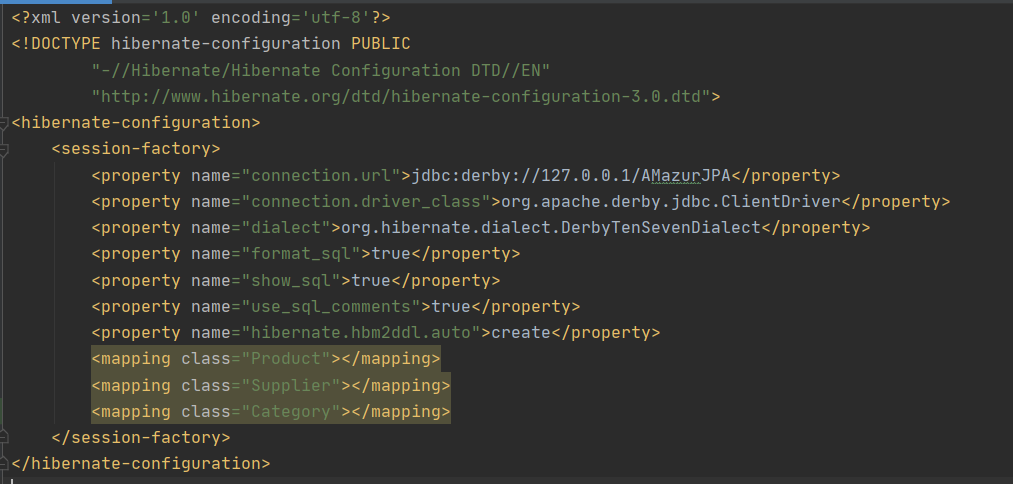 <?xml version='1.0' encoding='utf-8'?>
<!DOCTYPE hibernate-configuration PUBLIC
        "-//Hibernate/Hibernate Configuration DTD//EN"
        "http://www.hibernate.org/dtd/hibernate-configuration-3.0.dtd">
<hibernate-configuration>
    <session-factory>
        <property name="connection.url">jdbc:derby://127.0.0.1/AMazurJPA</property>
        <property name="connection.driver_class">org.apache.derby.jdbc.ClientDriver</property>
        <property name="dialect">org.hibernate.dialect.DerbyTenSevenDialect</property>
        <property name="format_sql">true</property>
        <property name="show_sql">true</property>
        <property name="use_sql_comments">true</property>
        <property name="hibernate.hbm2ddl.auto">create</property>
        <mapping class="Product"></mapping>
        <mapping class="Supplier"></mapping>
        <mapping class="Category"></mapping>
    </session-factory>
</hibernate-configuration>